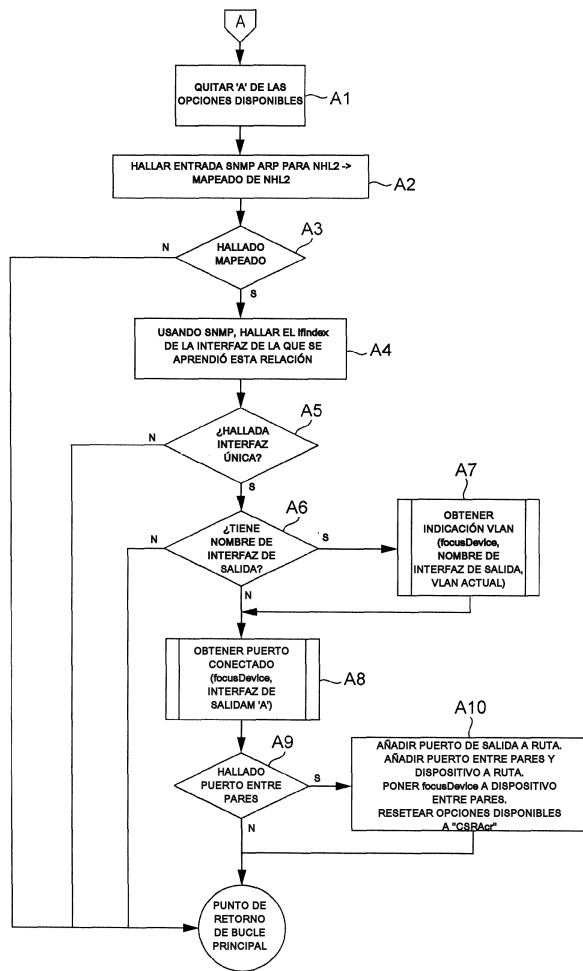 A
QUITAR 'A' DE LAS
OPCIONES DISPONIBLES
A1
HALLAR ENTRADA SNMP ARP PARA NHL2 ->
MAPEADO DE NHL2
A2
A3
N
HALLADO
MAPEADO
S
USANDO SNMP, HALLAR EL IfIndex
DE LA INTERFAZ DE LA QUE SE
APRENDIÓ ESTA RELACIÓN
A4
A5
N
¿HALLADA
INTERFAZ
ÚNICA?
S
A6
N
¿TIENE
NOMBRE DE
INTERFAZ DE
SALIDA?
S
N
A7
OBTENER
INDICACIÓN VLAN
(focusDevice,
NOMBRE DE
INTERFAZ DE SALIDA,
VLAN ACTUAL)
OBTENER PUERTO
CONECTADO
(focusDevice,
INTERFAZ DE
SALIDAM 'A')
A8
A9
HALLADO
PUERTO ENTRE
PARES
S
N
A10
AÑADIR PUERTO DE SALIDA A RUTA.
AÑADIR PUERTO ENTRE PARES Y
DISPOSITIVO A RUTA.
PONER focusDevice A DISPOSITIVO
ENTRE PARES.
RESETEAR OPCIONES DISPONIBLES
A "CSRAcr"
PUNTO DE
RETORNO
DE BUCLE
PRINCIPAL